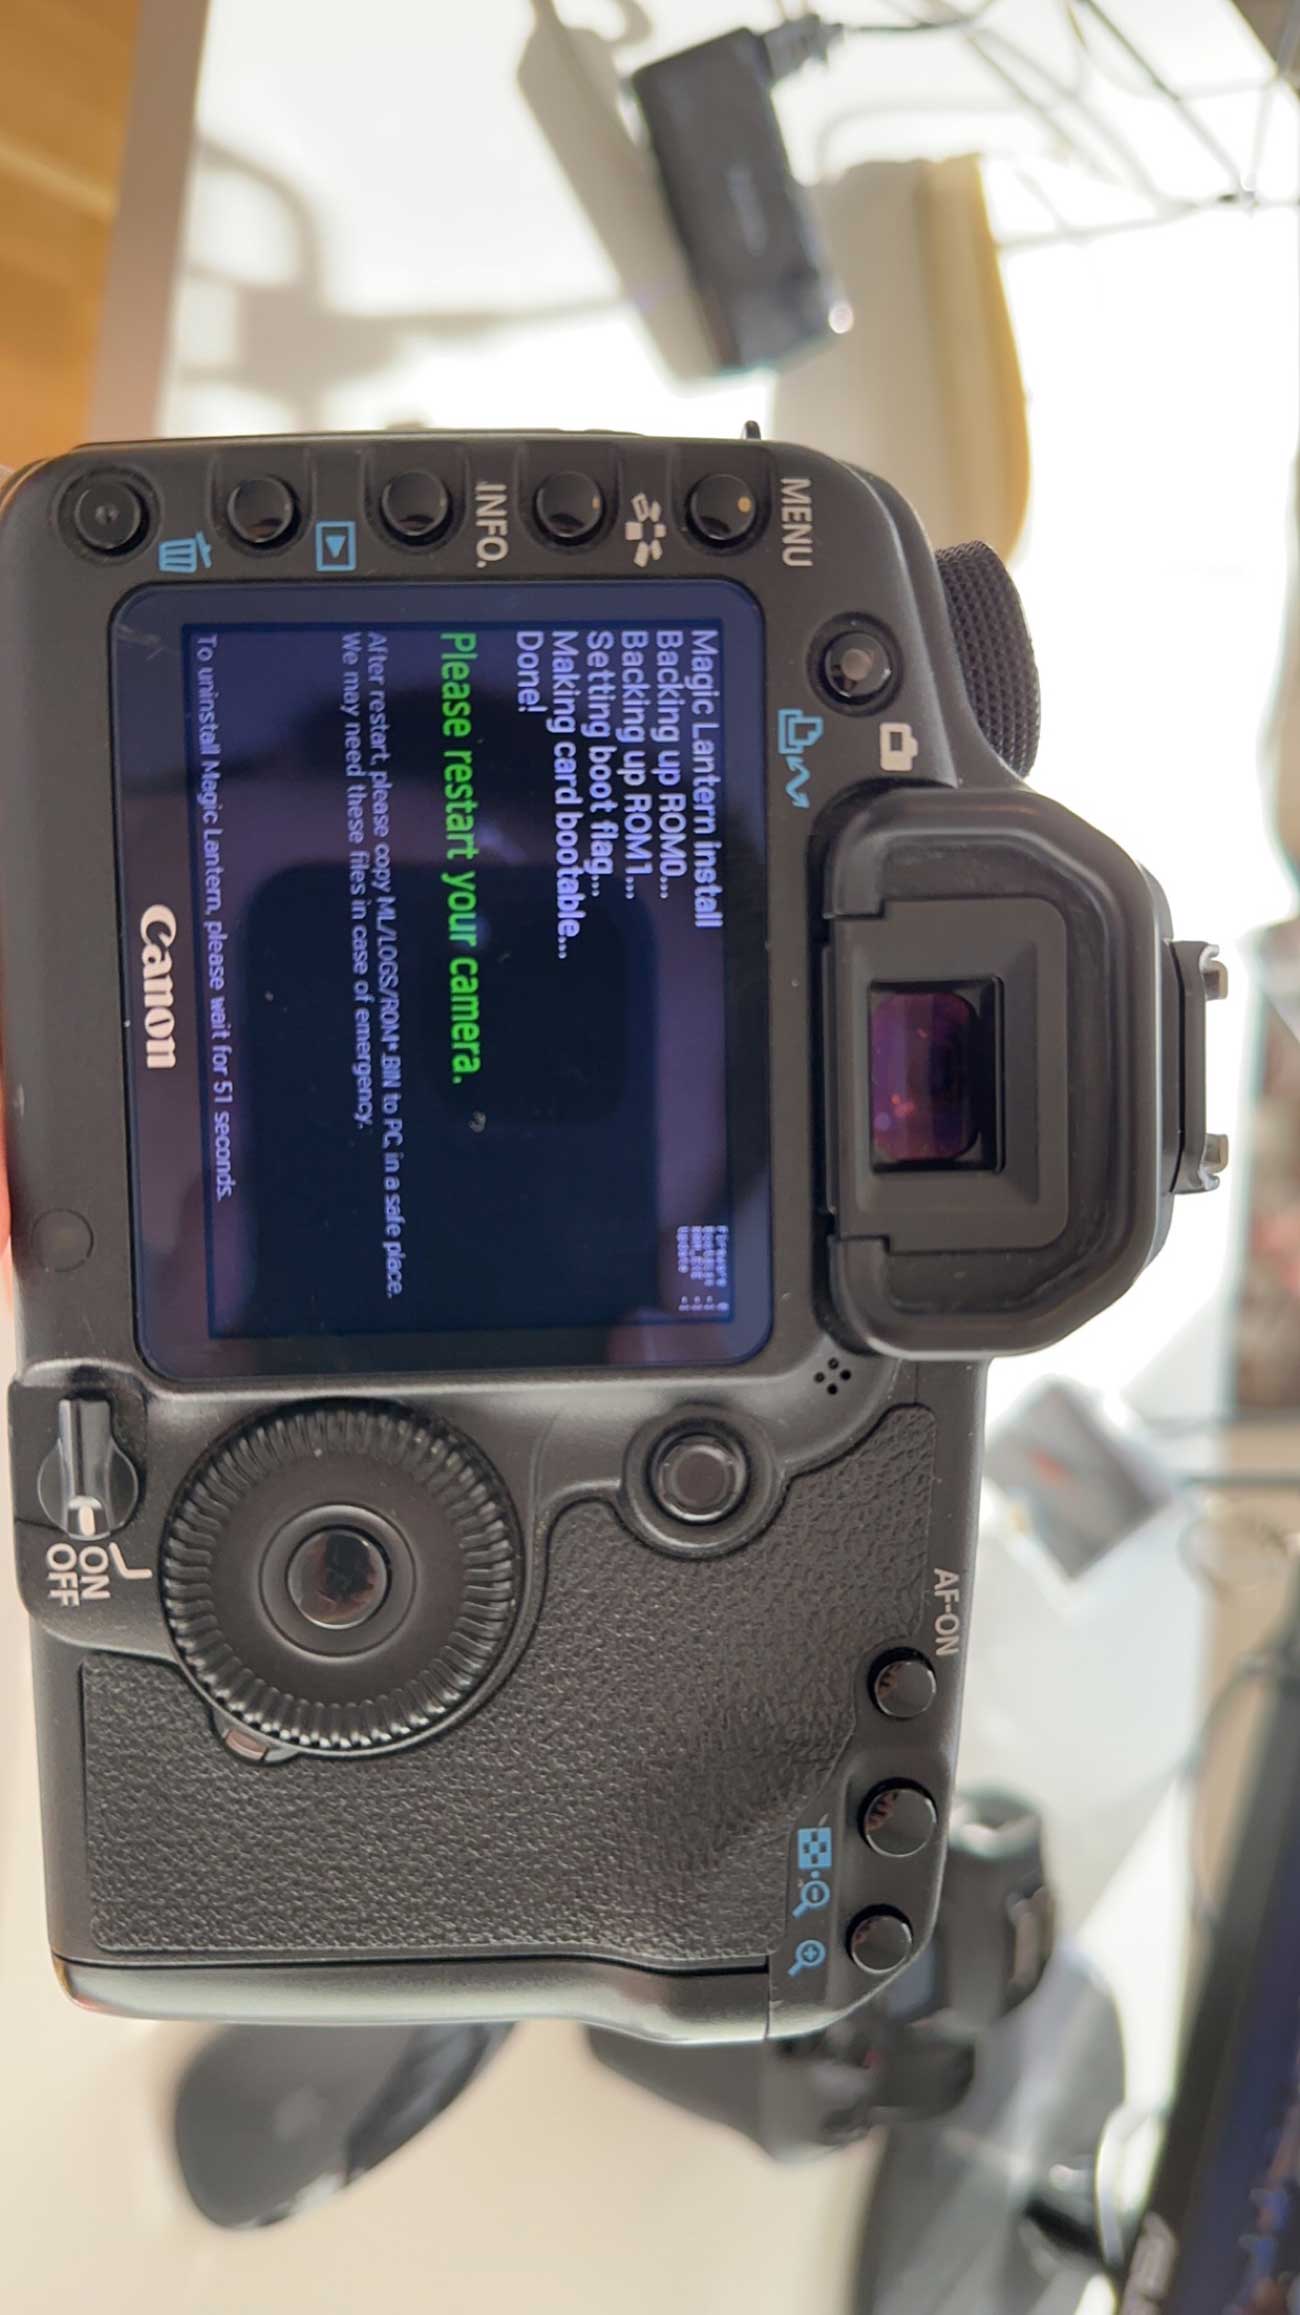 AF-ON
MENU
Magic Lantern install
Firmware 0
Backing up ROM0...
Backing up ROM1...
Setting boot flag...
Making card bootable...
Done!
INFO.
Please restart your camera.
After restart, please copy ML/LOGS/ROM*.BIN to PC, in a safe place.
We may need these files in case of emergency.
To uninstall Magic Lantern, please wait for 51 seconds.
Canon
ON
OFF